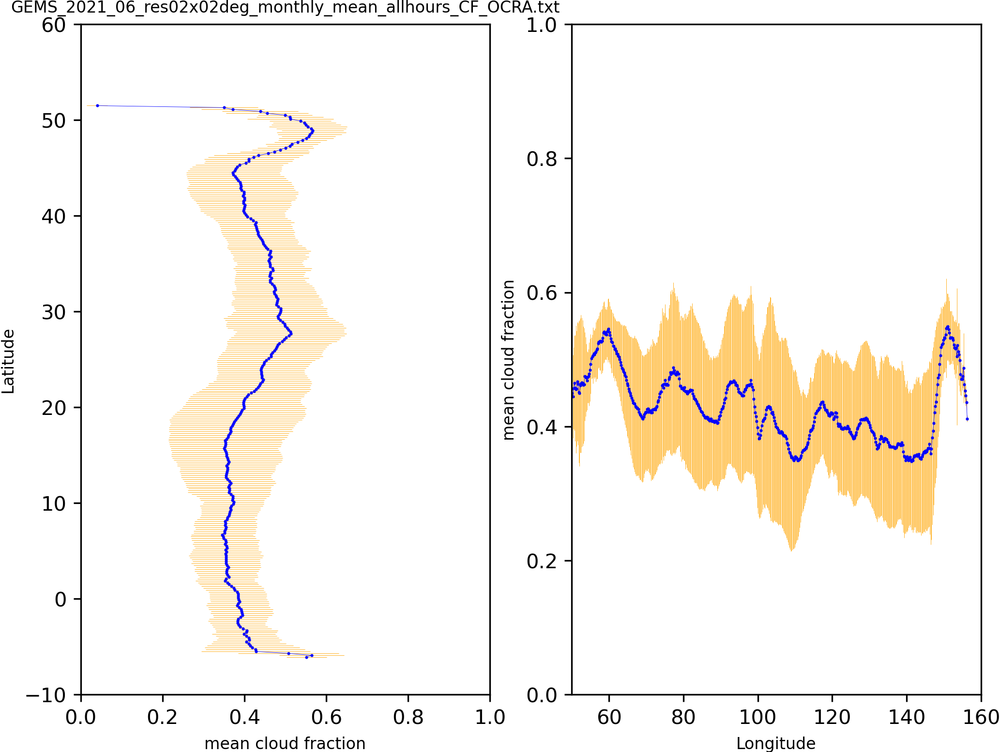 GEMS_2021_06_res02x02deg_monthly_mean_allhours_CF_OCRA.txt
60
50
40
30
20
10
0
−10
Latitude
0.0 0.2 0.4 0.6 0.8 1.0
mean cloud fraction
1.0
0.8
0.6
0.4
0.2
0.0
mean cloud fraction
60 80 100 120 140 160
Longitude